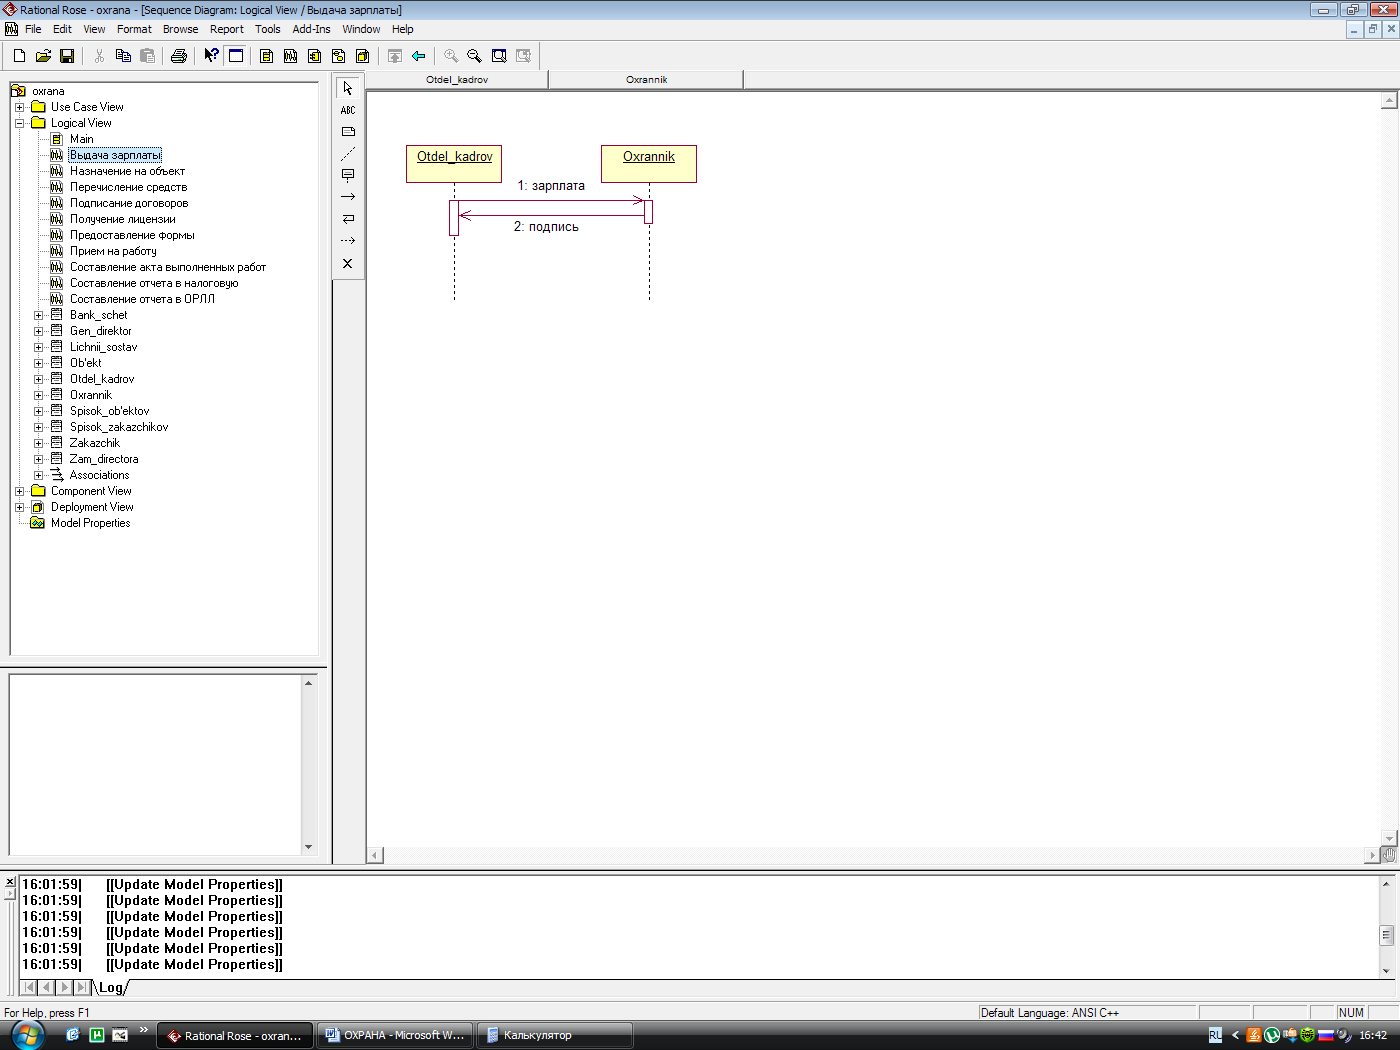 Rational Rose - oxrana - [Sequence Diagram: Logical View / Выдача зарплаты]
File Edit View Format Browse Report Tools Add-Ins Window Help
Otdel_kadrov Oxrannik
oxrana
Use Case View
Logical View
Main
Выдача зарплаты
Назначение на объект
Перечисление средств
Подписание договоров
Получение лицензии
Предоставление формы
Прием на работу
Составление акта выполненных работ
Составление отчета в налоговую
Составление отчета в ОРЛЛ
Bank_schet
Gen_direktor
Lichnii_sostav
Ob'ekt
Otdel_kadrov
Oxrannik
Spisok_ob'ektov
Spisok_zakazchikov
Zakazchik
Zam_directora
Associations
Component View
Deployment View
Model Properties
ABC
Otdel_kadrov Oxrannik
1: зарплата
2: подпись
16:01:59| [[Update Model Properties]]
16:01:59| [[Update Model Properties]]
16:01:59| [[Update Model Properties]]
16:01:59| [[Update Model Properties]]
16:01:59| [[Update Model Properties]]
16:01:59| [[Update Model Properties]]
Log
For Help, press F1 Default Language: ANSI C++ NUM
Rational Rose - oxran... ОХРАНА - Microsoft W... Калькулятор RL 16:42